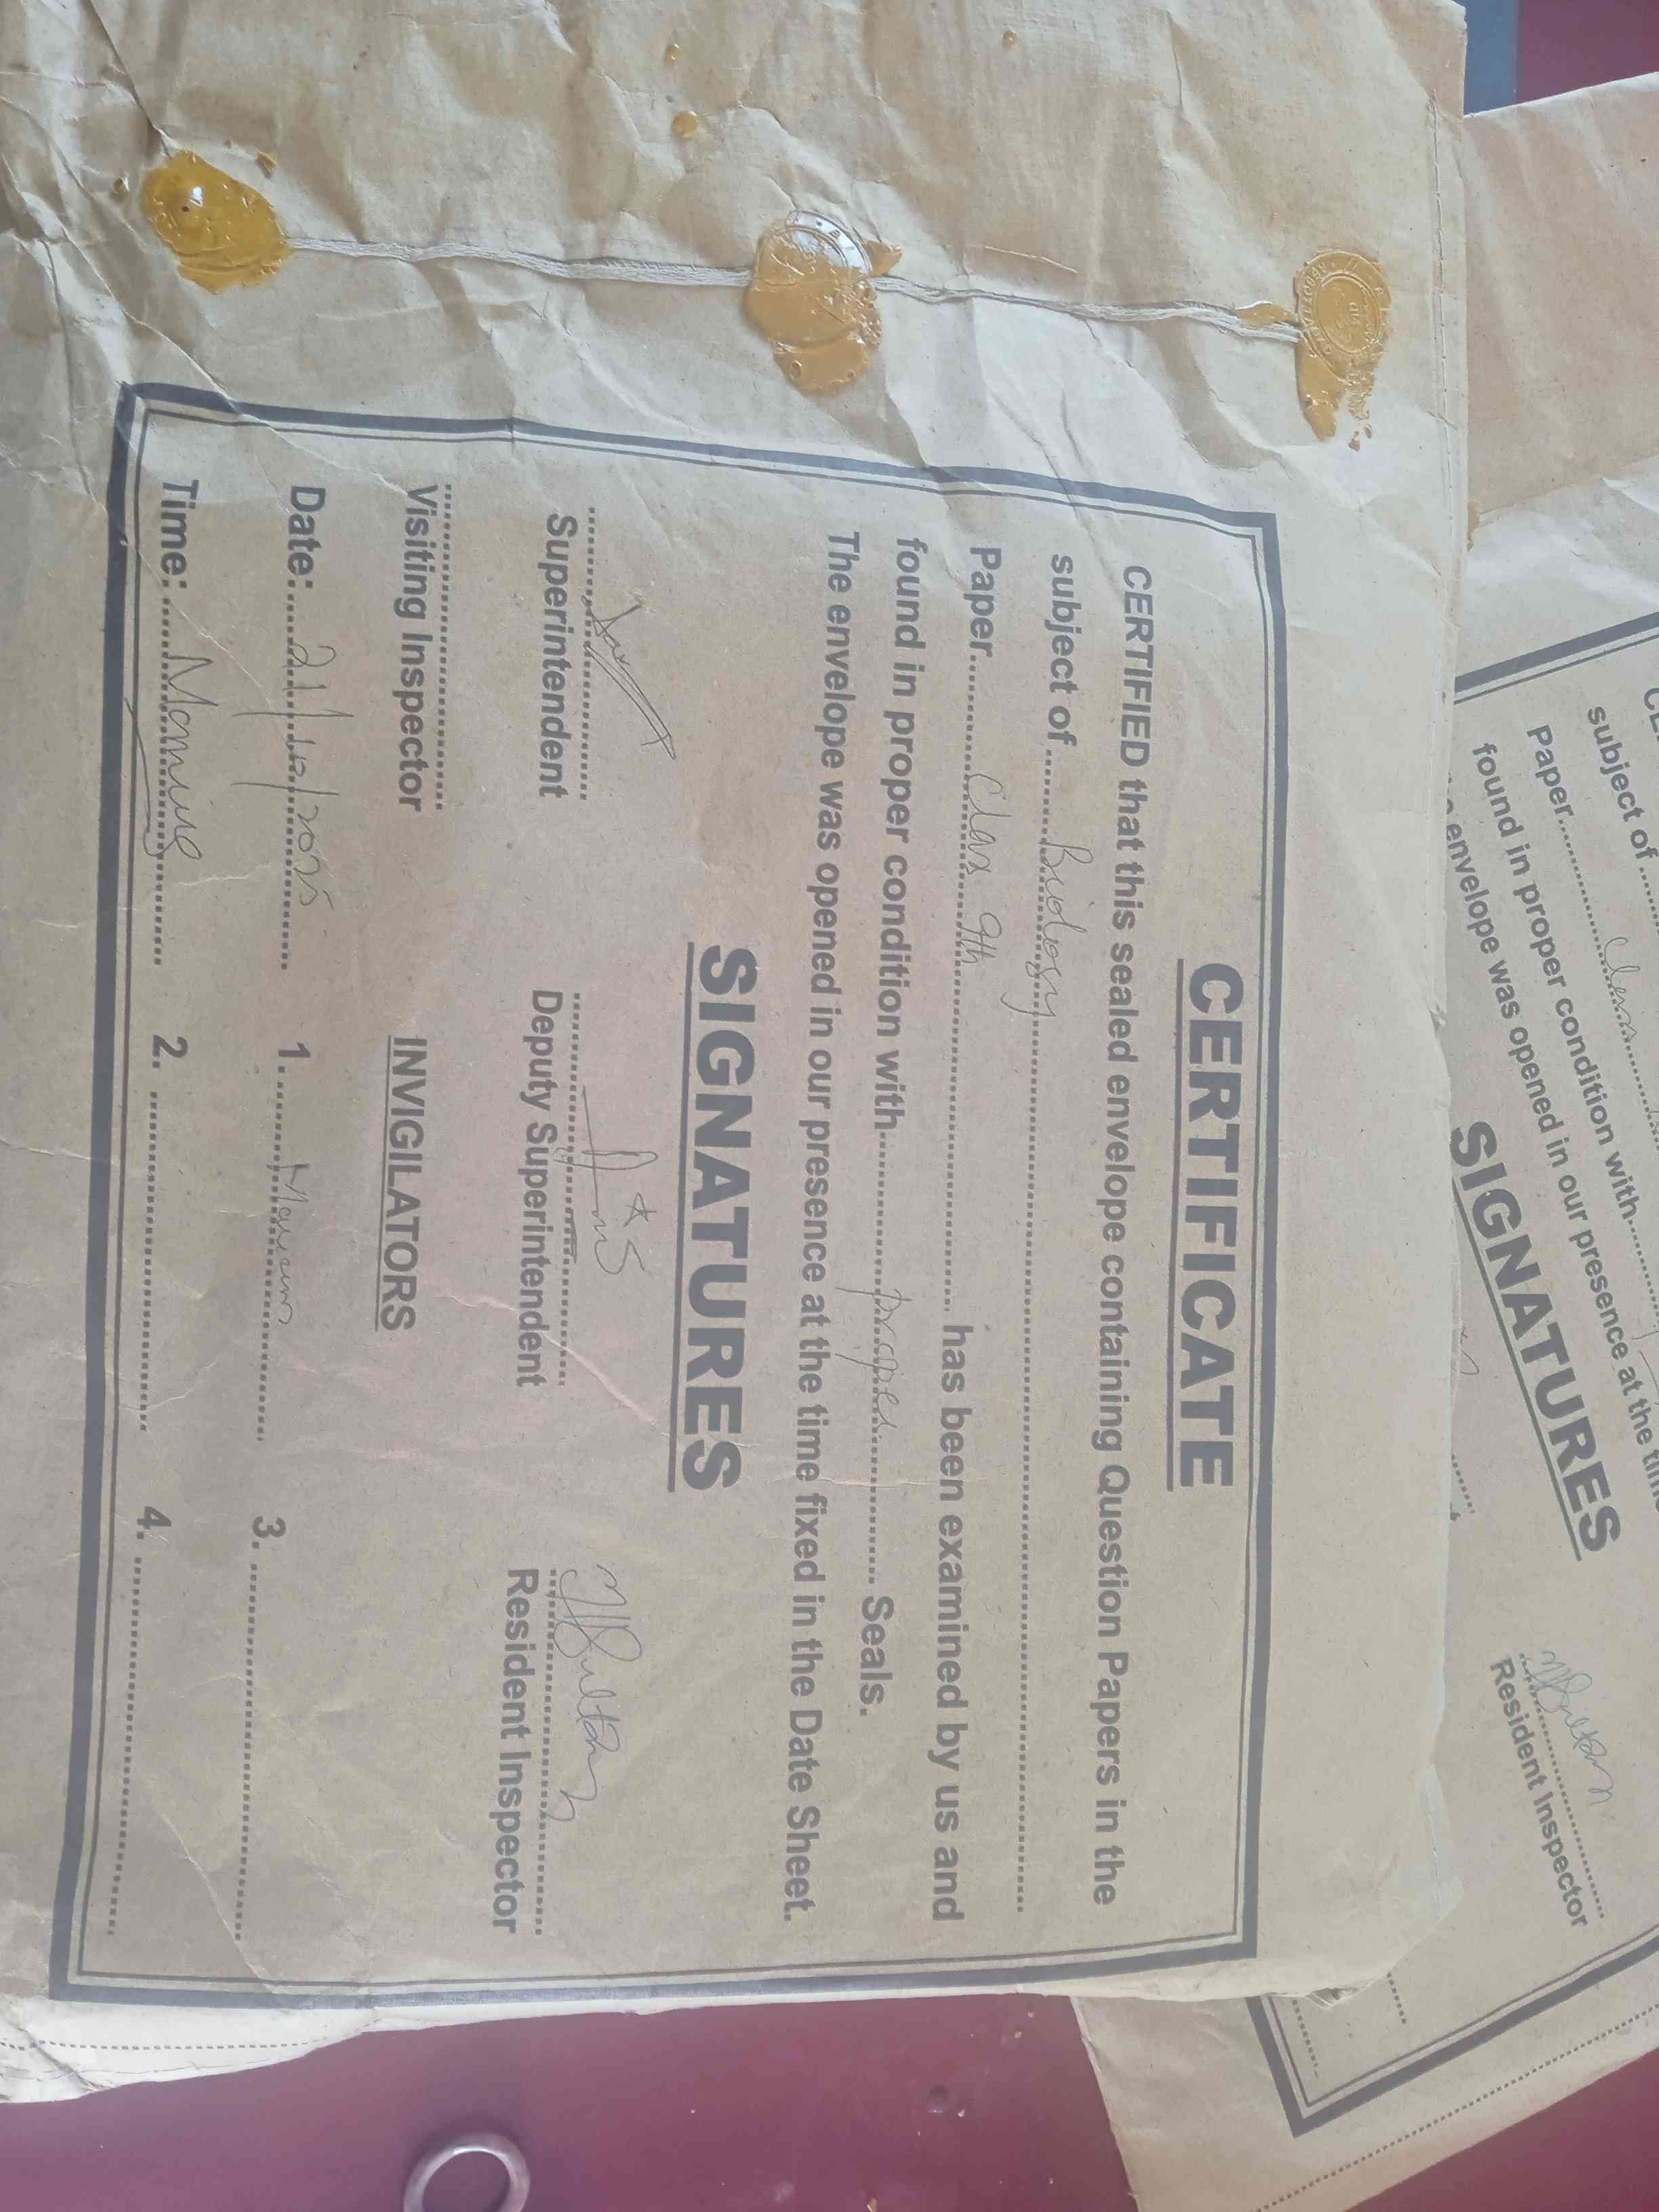 CERTIFICATE
CERTIFIED that this sealed envelope containing Question Papers in the
subject of Biology
Paper Class 9th has been examined by us and
found in proper condition with proper Seals.
The envelope was opened in our presence at the time fixed in the Date Sheet.
SIGNATURES
Superintendent
Deputy Superintendent
Resident Inspector
Visiting Inspector
INVIGILATORS
Date: 21/10/2025
1. Maryam
3.
Time: Morning
2.
4.
subject of
Paper Class
found in proper condition with
envelope was opened in our presence at the time
SIGNATURES
Resident Inspector
ABBOTTABAD